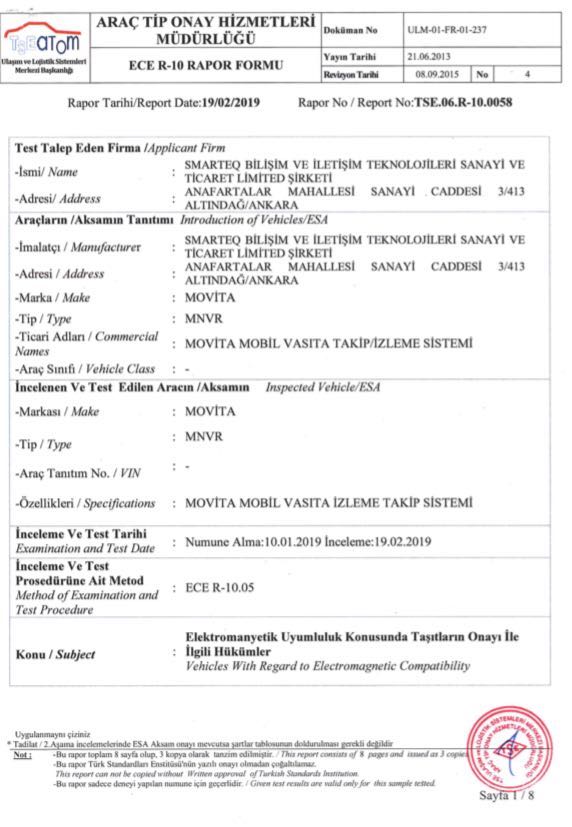 TSEATOM
Ulaşım ve Lojistik Sistemleri
Merkezi Başkanlığı
ARAÇ TİP ONAY HİZMETLERİ
MÜDÜRLÜĞÜ
ECE R-10 RAPOR FORMU
Doküman No ULM-01-FR-01-237
Yayın Tarihi 21.06.2013
Revizyon Tarihi 08.09.2015 No 4
Rapor Tarihi/Report Date:19/02/2019 Rapor No / Report No:TSE.06.R-10.0058
Test Talep Eden Firma /Applicant Firm
-İsmi/ Name : SMARTEQ BİLİŞİM VE İLETİŞİM TEKNOLOJİLERİ SANAYİ VE
TİCARET LİMİTED ŞİRKETİ
-Adresi/ Address : ANAFARTALAR MAHALLESİ SANAYİ CADDESİ 3/413
ALTINDAĞ/ANKARA
Araçların /Aksamın Tanıtımı Introduction of Vehicles/ESA
-İmalatçı / Manufacturer : SMARTEQ BİLİŞİM VE İLETİŞİM TEKNOLOJİLERİ SANAYİ VE
TİCARET LİMİTED ŞİRKETİ
-Adresi / Address : ANAFARTALAR MAHALLESİ SANAYİ CADDESİ 3/413
ALTINDAĞ/ANKARA
-Marka / Make : MOVİTA
-Tip / Type : MNVR
-Ticari Adları / Commercial
Names : MOVİTA MOBİL VASITA TAKİP/İZLEME SİSTEMİ
-Araç Sınıfı / Vehicle Class : -
İncelenen Ve Test Edilen Aracın /Aksamın Inspected Vehicle/ESA
-Markası / Make : MOVİTA
-Tip / Type : MNVR
-Araç Tanıtım No. / VIN : -
-Özellikleri / Specifications : MOVİTA MOBİL VASITA İZLEME TAKİP SİSTEMİ
İnceleme Ve Test Tarihi
Examination and Test Date : Numune Alma:10.01.2019 İnceleme:19.02.2019
İnceleme Ve Test
Prosedürüne Ait Metod
Method of Examination and
Test Procedure : ECE R-10.05
Konu / Subject : Elektromanyetik Uyumluluk Konusunda Taşıtların Onayı İle
İlgili Hükümler
Vehicles With Regard to Electromagnetic Compatibility
Uygunmaynı çiziniz
* Tadilat / 2.Aşama incelemelerinde ESA Aksam onayı mevcutsa şartlar tablosunun doldurulması gerekli değildir
Not : -Bu rapor toplam 8 sayfa olup, 3 kopya olarak tanzim edilmiştir. / This report consists of 8 pages and issued as 3 copies
-Bu rapor Türk Standardları Enstitüsü'nün yazılı onayı olmadan çoğaltılamaz.
This report can not be copied without Written approval of Turkish Standards Institution.
-Bu rapor sadece deneyi yapılan numune için geçerlidir. / Given test results are valid only for this sample tested.
TSE
Sayfa 1 / 8